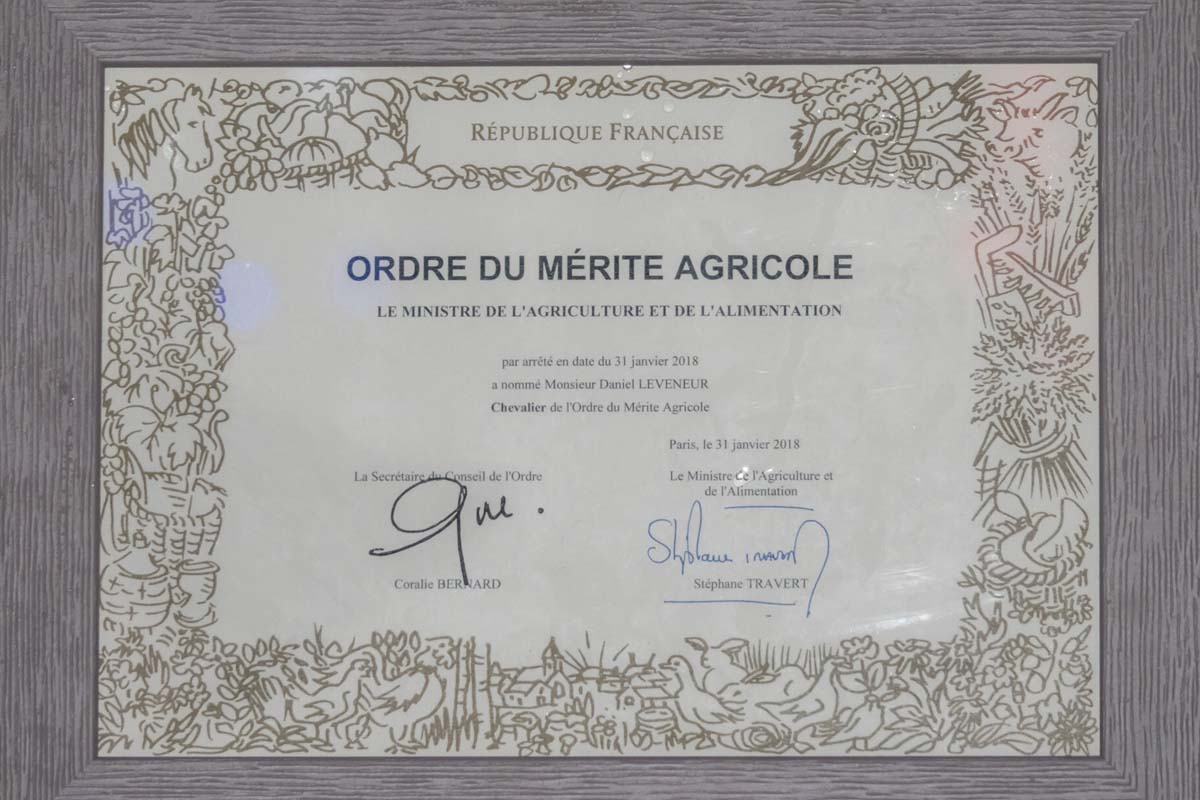 RÉPUBLIQUE FRANÇAISE
ORDRE DU MÉRITE AGRICOLE
LE MINISTRE DE L'AGRICULTURE ET DE L'ALIMENTATION
par arrêté en date du 31 janvier 2018
a nommé Monsieur Daniel LEVENEUR
Chevalier de l'Ordre du Mérite Agricole
Paris, le 31 janvier 2018
La Secrétaire du Conseil de l'Ordre
Le Ministre de l'Agriculture et
de l'Alimentation
Stéphane Travert
Coralie BERNARD
Stéphane TRAVERT